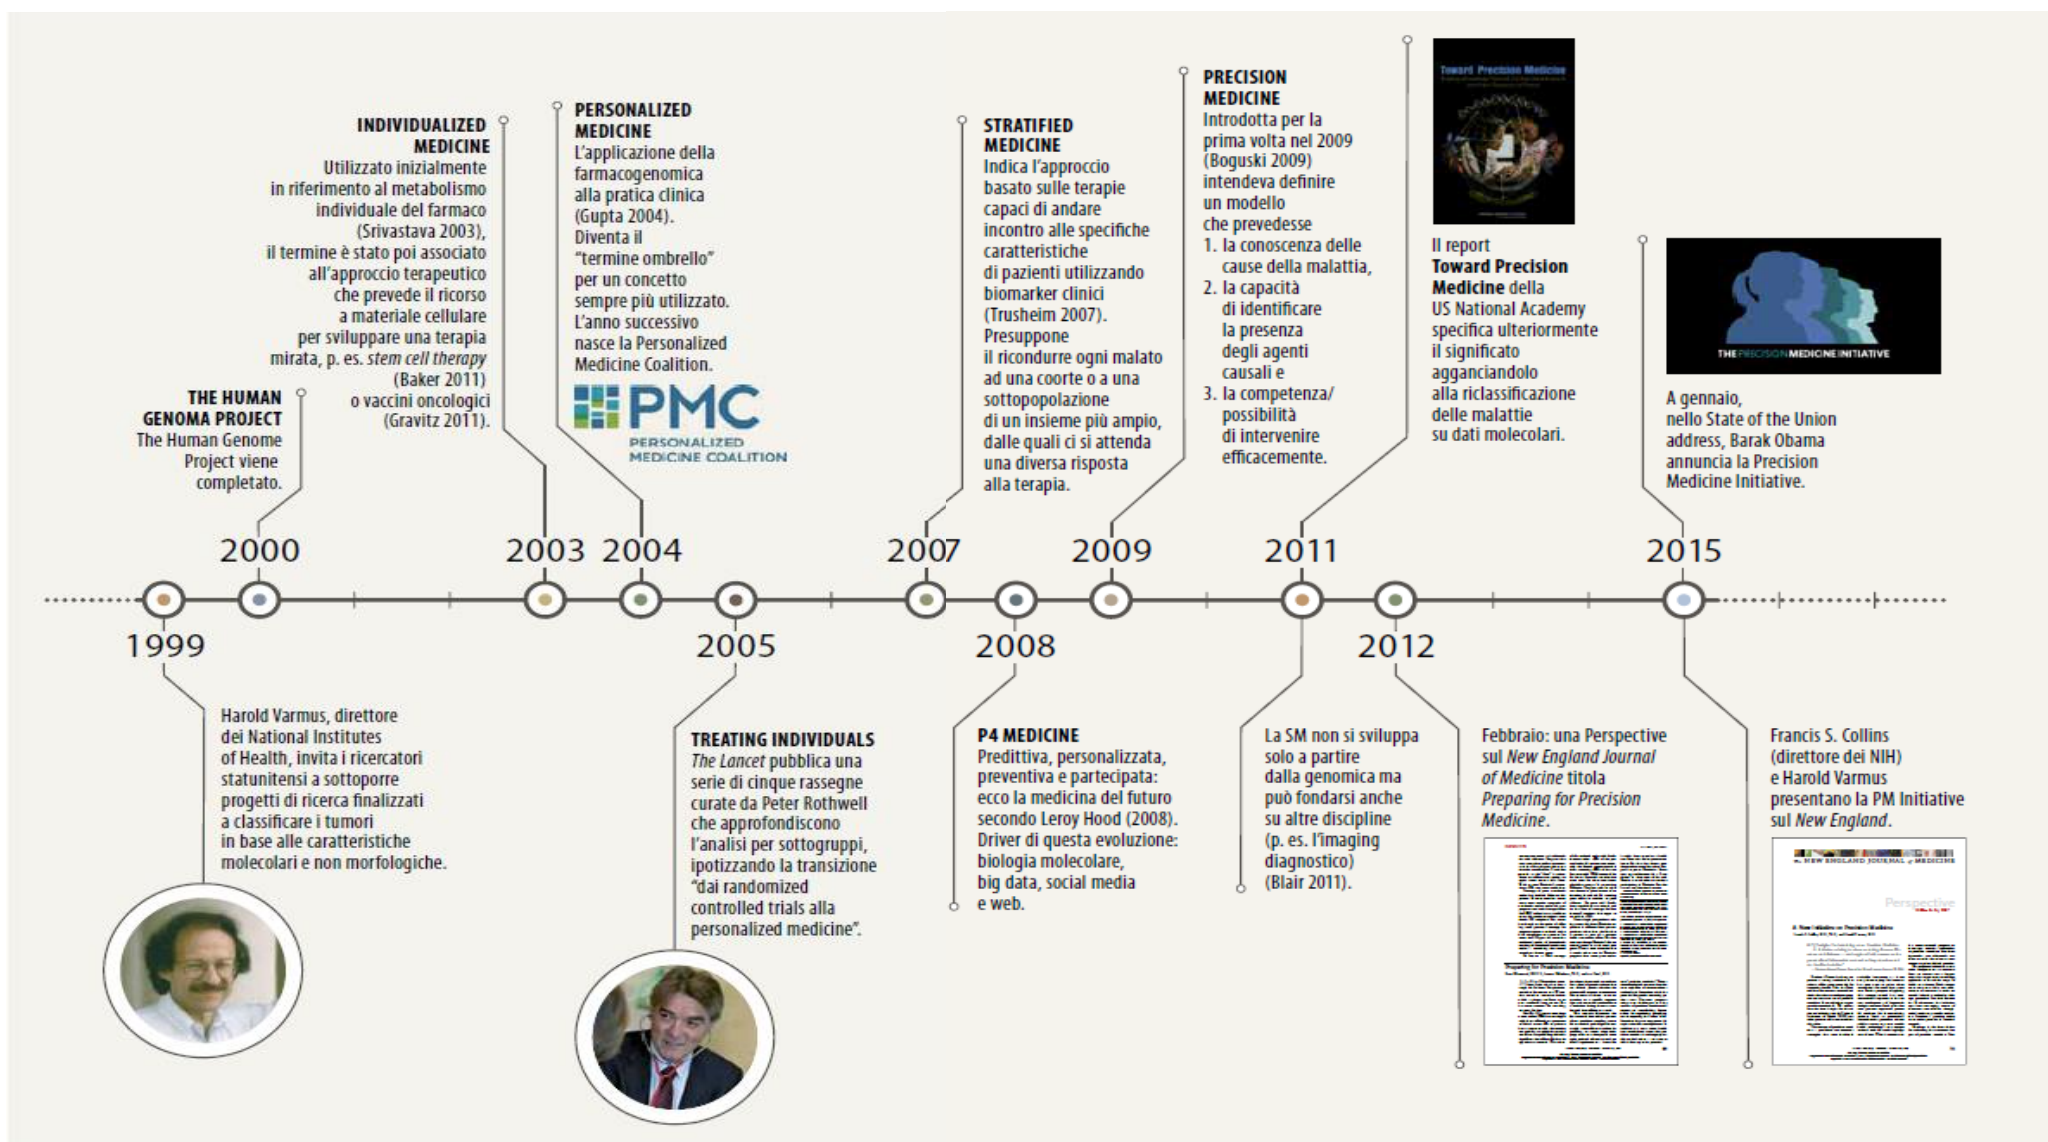 THE HUMAN
GENOMA PROJECT
The Human Genome
Project viene
completato.
INDIVIDUALIZED
MEDICINE
Utilizzato inizialmente
in riferimento al metabolismo
individuale del farmaco
(Srivastava 2003),
il termine è stato poi associato
all'approccio terapeutico
che prevede il ricorso
a materiale cellulare
per sviluppare una terapia
mirata, p. es. stem cell therapy
(Baker 2011)
o vaccini oncologici
(Gravitz 2011).
PERSONALIZED
MEDICINE
L'applicazione della
farmacogenomica
alla pratica clinica
(Gupta 2004).
Diventa il
"termine ombrello"
per un concetto
sempre più utilizzato.
L'anno successivo
nasce la Personalized
Medicine Coalition.
PMC
PERSONALIZED
MEDICINE COALITION
STRATIFIED
MEDICINE
Indica l'approccio
basato sulle terapie
capaci di andare
incontro alle specifiche
caratteristiche
di pazienti utilizzando
biomarker clinici
(Trusheim 2007).
Presuppone
il ricondurre ogni malato
ad una coorte o a una
sottopopolazione
di un insieme più ampio,
dalle quali ci si attenda
una diversa risposta
alla terapia.
PRECISION
MEDICINE
Introdotta per la
prima volta nel 2009
(Boguski 2009)
intendeva definire
un modello
che prevedesse
1. la conoscenza delle
cause della malattia,
2. la capacità
di identificare
la presenza
degli agenti
causali e
3. la competenza/
possibilità
di intervenire
efficacemente.
Toward Precision Medicine
Il report
Toward Precision
Medicine della
US National Academy
specifica ulteriormente
il significato
agganciandolo
alla riclassificazione
delle malattie
su dati molecolari.
THE PRECISION MEDICINE INITIATIVE
A gennaio,
nello State of the Union
address, Barak Obama
annuncia la Precision
Medicine Initiative.
2000 2003 2004 2007 2009 2011 2015
1999 2005 2008 2012
Harold Varmus, direttore
dei National Institutes
of Health, invita i ricercatori
statunitensi a sottoporre
progetti di ricerca finalizzati
a classificare i tumori
in base alle caratteristiche
molecolari e non morfologiche.
TREATING INDIVIDUALS
The Lancet pubblica una
serie di cinque rassegne
curate da Peter Rothwell
che approfondiscono
l'analisi per sottogruppi,
ipotizzando la transizione
"dai randomized
controlled trials alla
personalized medicine".
P4 MEDICINE
Predittiva, personalizzata,
preventiva e partecipata:
ecco la medicina del futuro
secondo Leroy Hood (2008).
Driver di questa evoluzione:
biologia molecolare,
big data, social media
e web.
La SM non si sviluppa
solo a partire
dalla genomica ma
può fondarsi anche
su altre discipline
(p. es. l'imaging
diagnostico)
(Blair 2011).
Febbraio: una Perspective
sul New England Journal
of Medicine titola
Preparing for Precision
Medicine.
Preparing for Precision Medicine
Francis S. Collins
(direttore dei NIH)
e Harold Varmus
presentano la PM Initiative
sul New England.
The NEW ENGLAND JOURNAL of MEDICINE
Perspective
A New Initiative on Precision Medicine